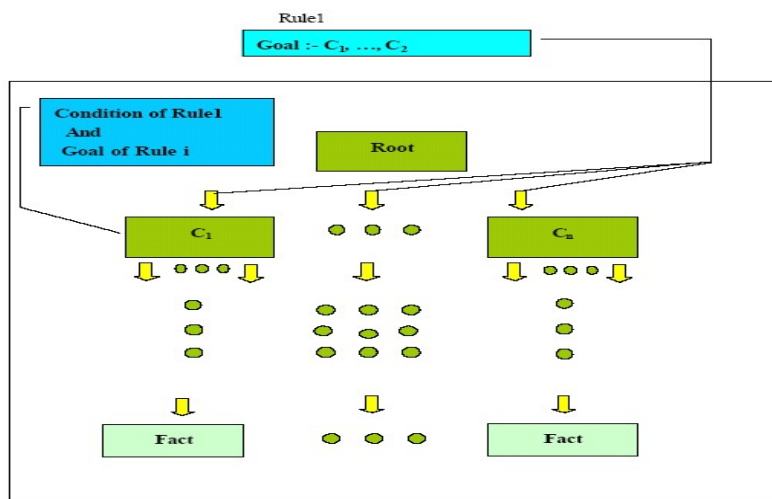 Rule1
Goal :- C₁, …, C₂
Condition of Rule1
And
Goal of Rule i
Root
C₁
Cₙ
Fact
Fact